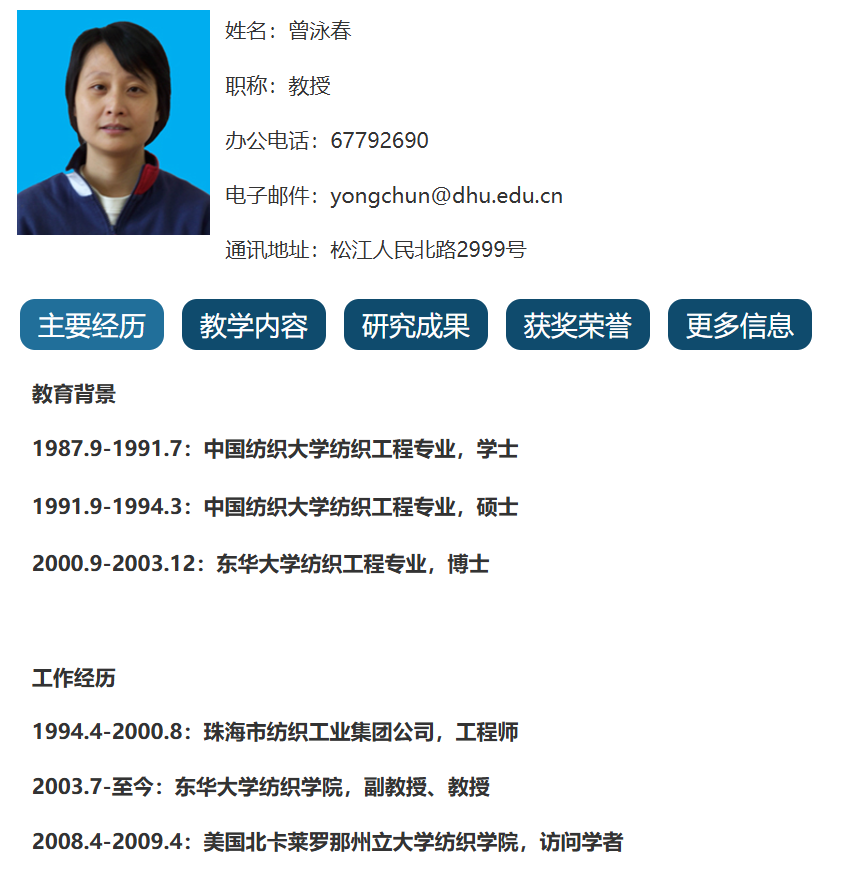 姓名：曾泳春
职称：教授
办公电话：67792690
电子邮件：yongchun@dhu.edu.cn
通讯地址：松江人民北路2999号
主要经历 教学内容 研究成果 获奖荣誉 更多信息
教育背景
1987.9-1991.7：中国纺织大学纺织工程专业，学士
1991.9-1994.3：中国纺织大学纺织工程专业，硕士
2000.9-2003.12：东华大学纺织工程专业，博士
工作经历
1994.4-2000.8：珠海市纺织工业集团公司，工程师
2003.7-至今：东华大学纺织学院，副教授、教授
2008.4-2009.4：美国北卡莱罗那州立大学纺织学院，访问学者